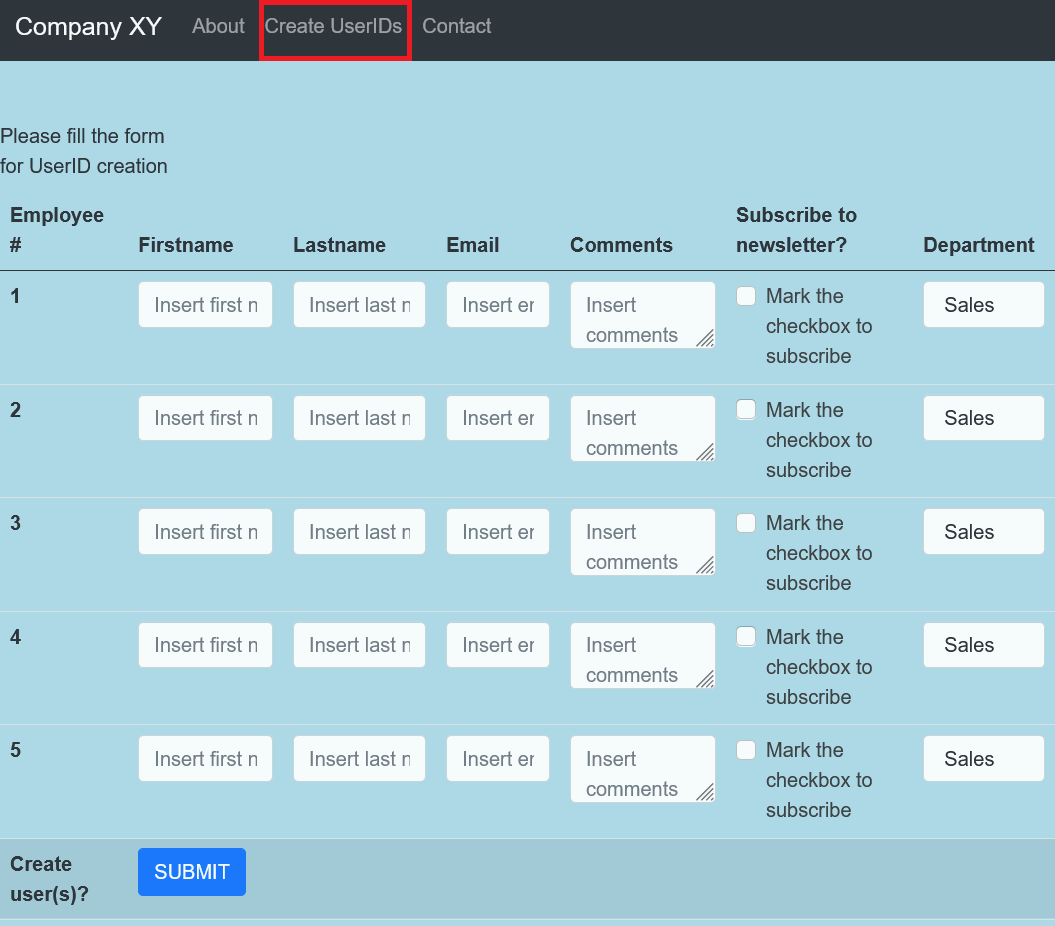 Company XY About Create UserIDs Contact
Please fill the form
for UserID creation
Employee Subscribe to
# Firstname Lastname Email Comments newsletter? Department
1 Insert first n Insert last n Insert er Insert Mark the Sales
comments checkbox to
subscribe
2 Insert first n Insert last n Insert er Insert Mark the Sales
comments checkbox to
subscribe
3 Insert first n Insert last n Insert er Insert Mark the Sales
comments checkbox to
subscribe
4 Insert first n Insert last n Insert er Insert Mark the Sales
comments checkbox to
subscribe
5 Insert first n Insert last n Insert er Insert Mark the Sales
comments checkbox to
subscribe
Create SUBMIT
user(s)?